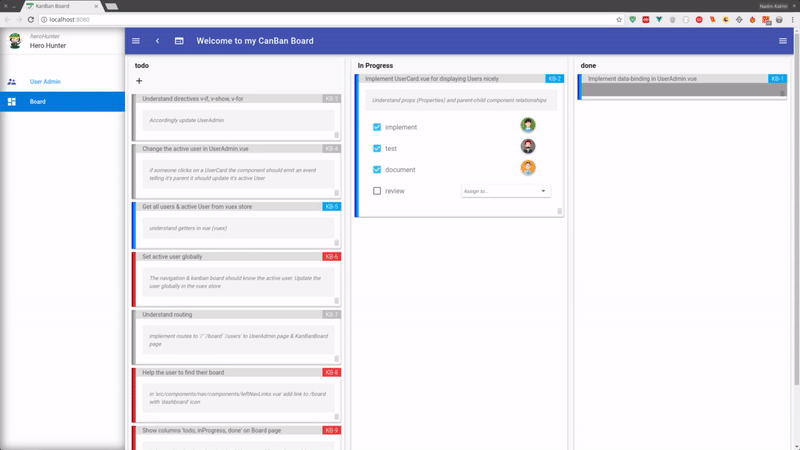 KanBan Board
Nadim Kalnin
localhost:8080
heroHunter
Hero Hunter
User Admin
Board
Welcome to my CanBan Board
todo
Understand directives v-if, v-show, v-for
KB-3
Accordingly update UserAdmin
Change the active user in UserAdmin.vue
KB-4
if someone clicks on a UserCard the component should emit an event
telling it's parent it should update it's active User
Get all users & active User from vuex store
KB-5
understand getters in vue (vuex)
Set active user globally
KB-6
The navigation & kanban board should know the active user. Update the
user globally in the vuex store
Understand routing
KB-7
implement routes to '/' '/board' '/users' to UserAdmin page & KanBanBoard
page
Help the user to find their board
KB-8
in 'src/components/nav/components/leftNavLinks.vue' add link to /board
with 'dashboard' icon
Show columns 'todo, inProgress, done' on Board page
KB-9
In Progress
Implement UserCard.vue for displaying Users nicely
KB-2
Understand props (Properties) and parent-child component relationships
implement
test
document
review
Assign to...
done
Implement data-binding in UserAdmin.vue
KB-1